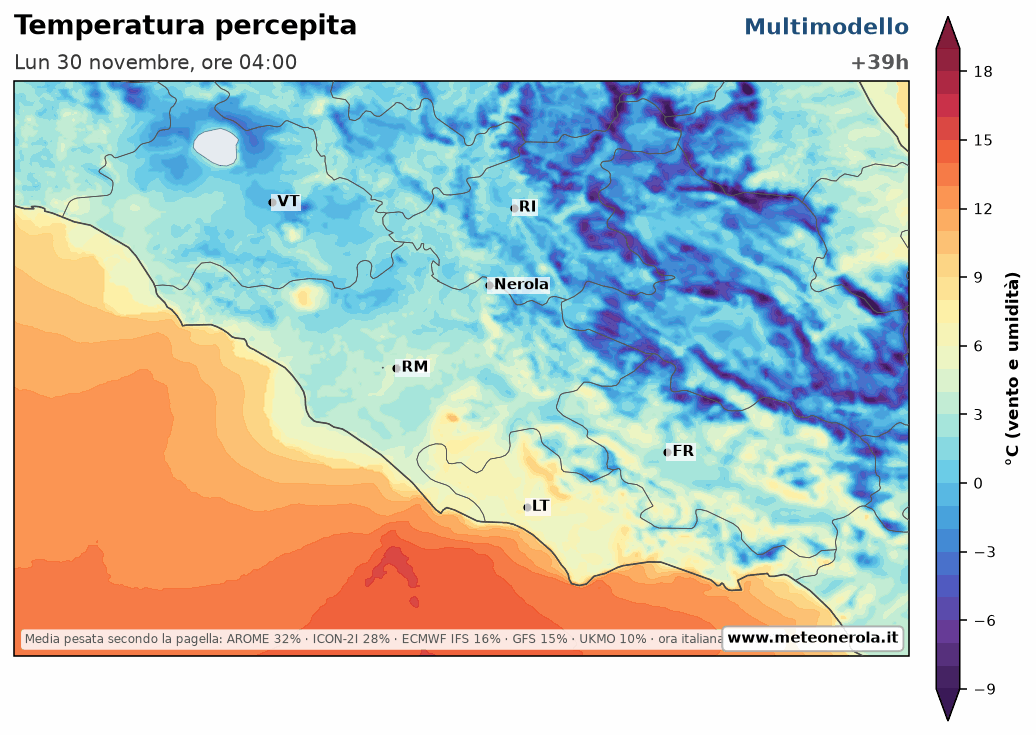 Temperatura percepita
Multimodello
Lun 30 novembre, ore 04:00
+39h
VT
RI
Nerola
RM
FR
LT
Media pesata secondo la pagella: AROME 32% · ICON-2I 28% · ECMWF IFS 16% · GFS 15% · UKMO 10% · ora italiana
www.meteonerola.it
18
15
12
9
6
3
0
−3
−6
−9
°C (vento e umidità)